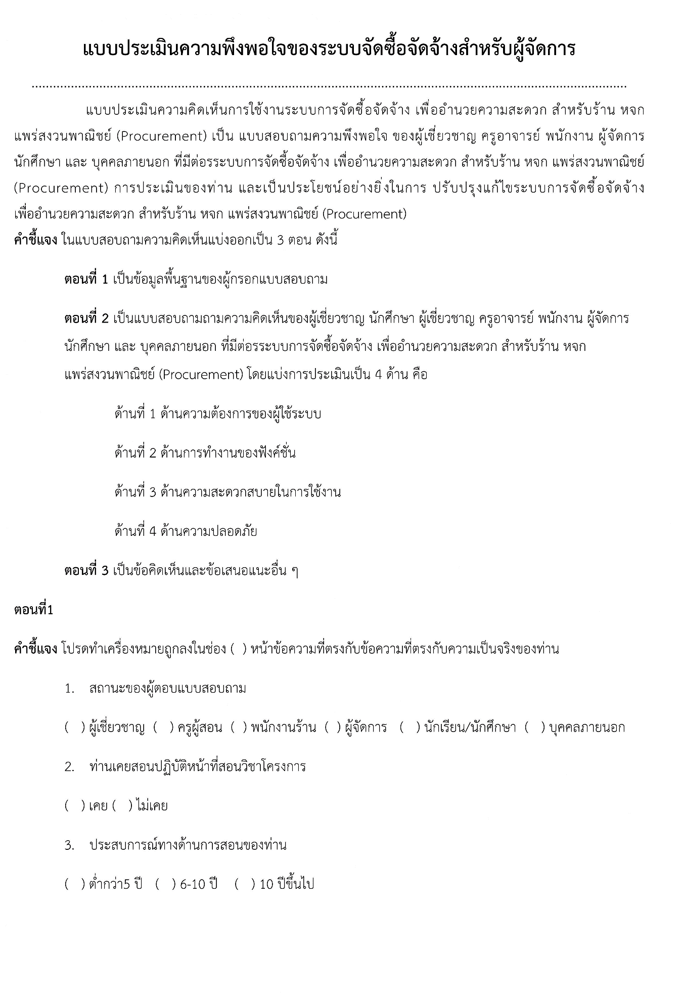 แบบประเมินความพึงพอใจของระบบจัดซื้อจัดจ้างสำหรับผู้จัดการ
แบบประเมินความคิดเห็นการใช้งานระบบการจัดซื้อจัดจ้าง เพื่ออำนวยความสะดวก สำหรับร้าน หจก
แพร่สงวนพาณิชย์ (Procurement) เป็น แบบสอบถามความพึงพอใจ ของผู้เชี่ยวชาญ ครูอาจารย์ พนักงาน ผู้จัดการ
นักศึกษา และ บุคคลภายนอก ที่มีต่อรระบบการจัดซื้อจัดจ้าง เพื่ออำนวยความสะดวก สำหรับร้าน หจก แพร่สงวนพาณิชย์
(Procurement) การประเมินของท่าน และเป็นประโยชน์อย่างยิ่งในการ ปรับปรุงแก้ไขระบบการจัดซื้อจัดจ้าง
เพื่ออำนวยความสะดวก สำหรับร้าน หจก แพร่สงวนพาณิชย์ (Procurement)
คำชี้แจง ในแบบสอบถามความคิดเห็นแบ่งออกเป็น 3 ตอน ดังนี้
ตอนที่ 1 เป็นข้อมูลพื้นฐานของผู้กรอกแบบสอบถาม
ตอนที่ 2 เป็นแบบสอบถามถามความคิดเห็นของผู้เชี่ยวชาญ นักศึกษา ผู้เชี่ยวชาญ ครูอาจารย์ พนักงาน ผู้จัดการ
นักศึกษา และ บุคคลภายนอก ที่มีต่อรระบบการจัดซื้อจัดจ้าง เพื่ออำนวยความสะดวก สำหรับร้าน หจก
แพร่สงวนพาณิชย์ (Procurement) โดยแบ่งการประเมินเป็น 4 ด้าน คือ
ด้านที่ 1 ด้านความต้องการของผู้ใช้ระบบ
ด้านที่ 2 ด้านการทำงานของฟังค์ชั่น
ด้านที่ 3 ด้านความสะดวกสบายในการใช้งาน
ด้านที่ 4 ด้านความปลอดภัย
ตอนที่ 3 เป็นข้อคิดเห็นและข้อเสนอแนะอื่น ๆ
ตอนที่1
คำชี้แจง โปรดทำเครื่องหมายถูกลงในช่อง ( ) หน้าข้อความที่ตรงกับข้อความที่ตรงกับความเป็นจริงของท่าน
1. สถานะของผู้ตอบแบบสอบถาม
( ) ผู้เชี่ยวชาญ ( ) ครูผู้สอน ( ) พนักงานร้าน ( ) ผู้จัดการ ( ) นักเรียน/นักศึกษา ( ) บุคคลภายนอก
2. ท่านเคยสอนปฏิบัติหน้าที่สอนวิชาโครงการ
( ) เคย ( ) ไม่เคย
3. ประสบการณ์ทางด้านการสอนของท่าน
( ) ต่ำกว่า5 ปี ( ) 6-10 ปี ( ) 10 ปีขึ้นไป